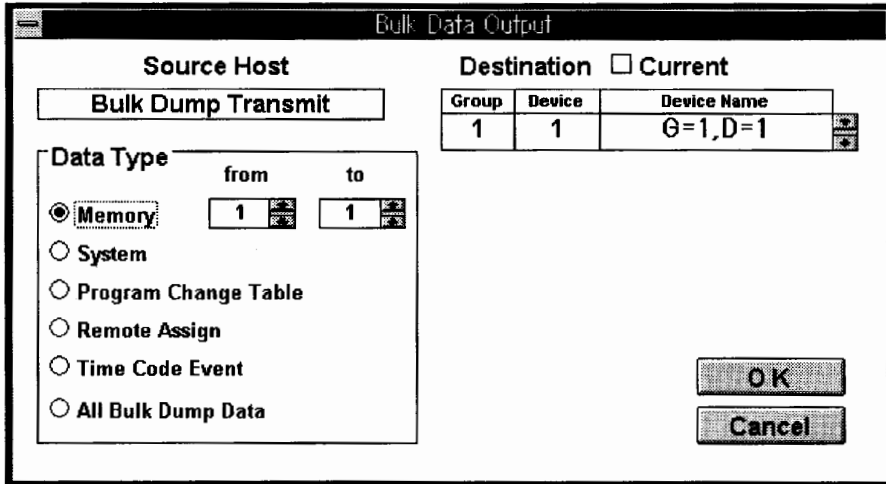 Bulk Data Output
Source Host
Bulk Dump Transmit
Destination Current
Group Device Device Name
1 1 G=1,D=1
Data Type
from to
Memory 1 1
System
Program Change Table
Remote Assign
Time Code Event
All Bulk Dump Data
OK
Cancel